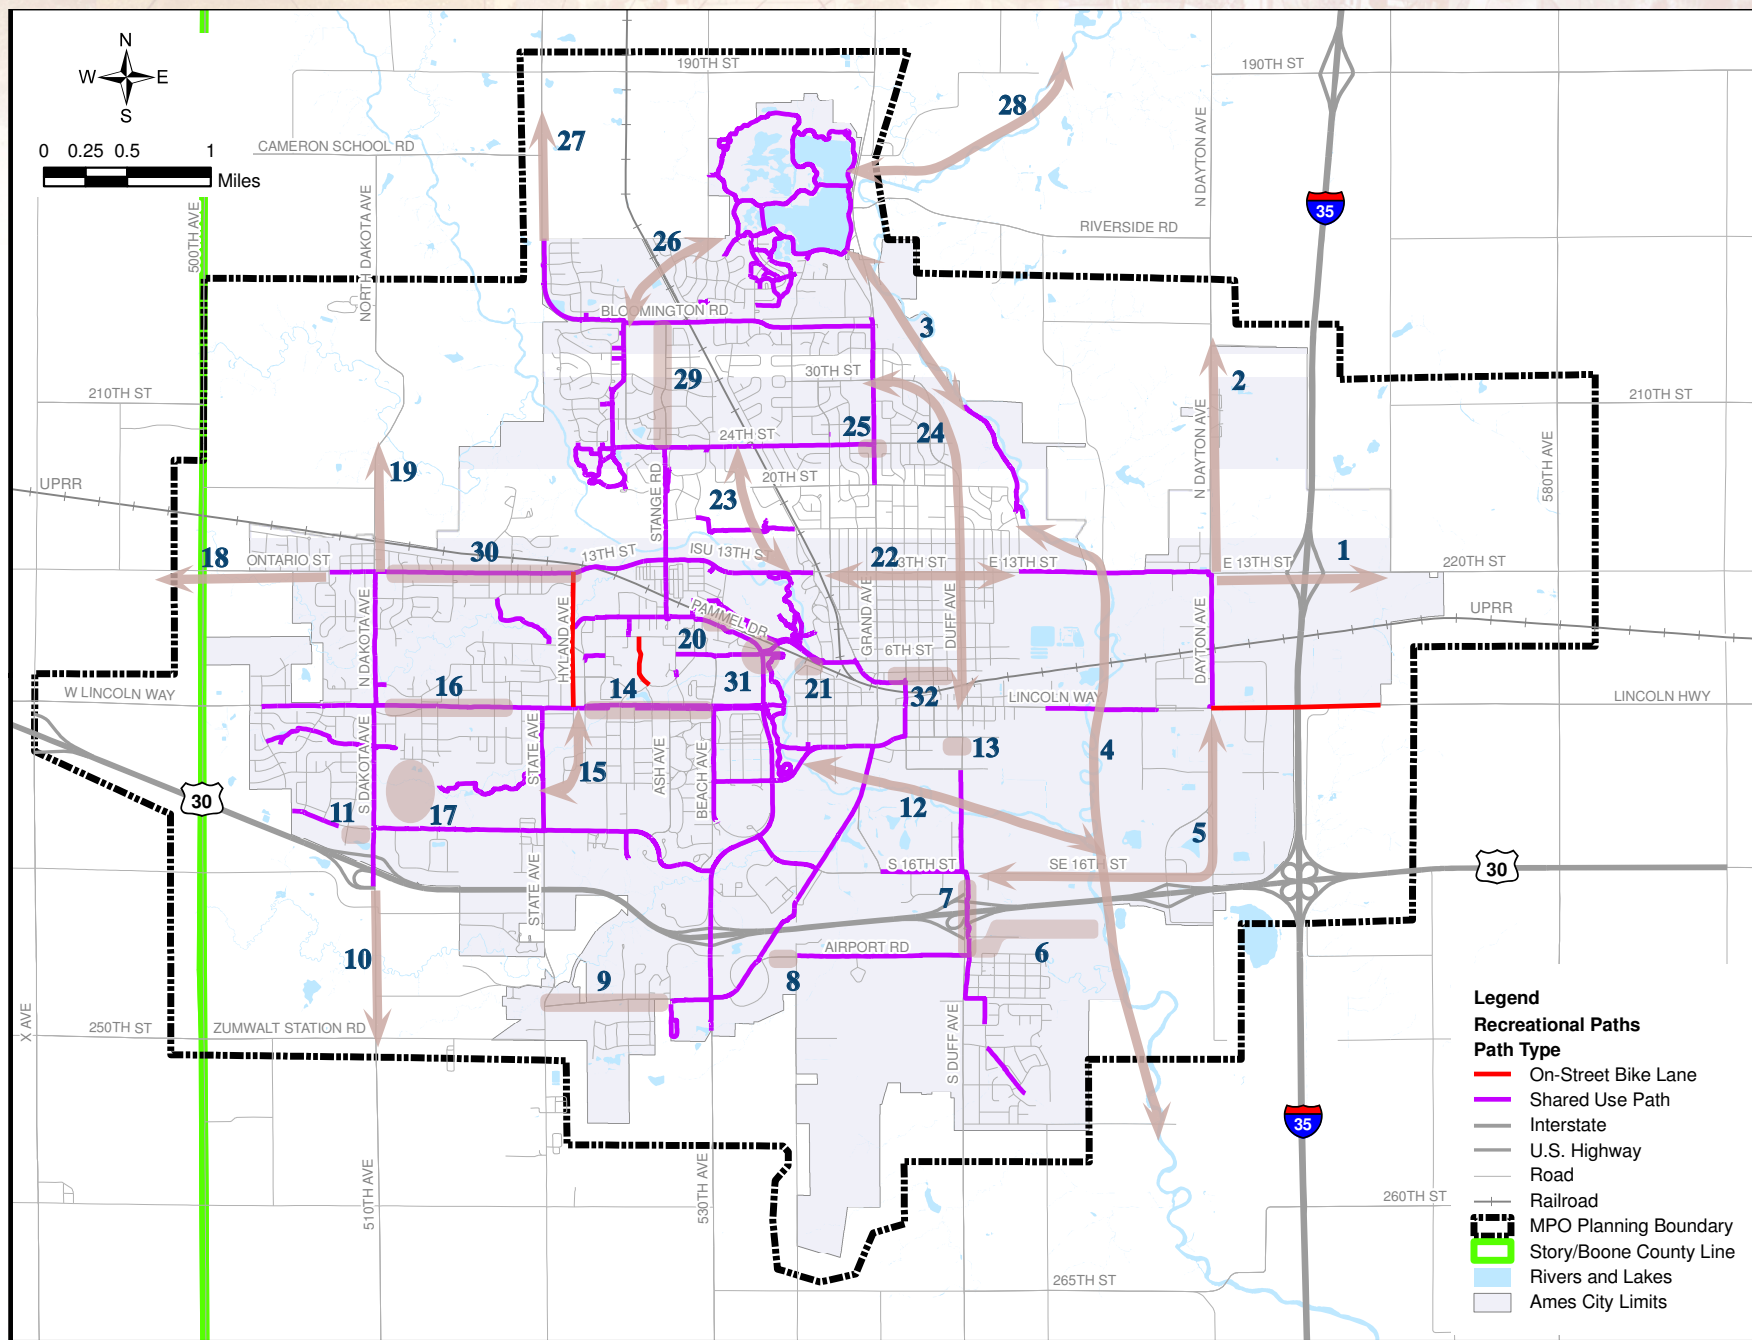 N
W E
S
0 0.25 0.5 1
Miles
190TH ST
190TH ST
28
27
CAMERON SCHOOL RD
N DAYTON AVE
35
500TH AVE
NORTH DAKOTA AVE
RIVERSIDE RD
26
BLOOMINGTON RD
3
30TH ST
29
2
210TH ST
210TH ST
25
24
24TH ST
N DAYTON AVE
580TH AVE
19
UPRR
20TH ST
23
STANGE RD
18
ONTARIO ST
30
13TH ST
ISU 13TH ST
22
13TH ST
E 13TH ST
E 13TH ST
1
220TH ST
UPRR
N DAKOTA AVE
HYLAND AVE
PAMMEL DR
GRAND AVE
DUFF AVE
DAYTON AVE
20
6TH ST
W LINCOLN WAY
16
14
31
21
32
LINCOLN WAY
LINCOLN HWY
S DAKOTA AVE
STATE AVE
ASH AVE
BEACH AVE
13
4
15
30
11
17
12
5
STATE AVE
S 16TH ST
SE 16TH ST
30
7
10
AIRPORT RD
6
9
8
X AVE
250TH ST
ZUMWALT STATION RD
S DUFF AVE
35
510TH AVE
530TH AVE
260TH ST
265TH ST
Legend
Recreational Paths
Path Type
On-Street Bike Lane
Shared Use Path
Interstate
U.S. Highway
Road
Railroad
MPO Planning Boundary
Story/Boone County Line
Rivers and Lakes
Ames City Limits